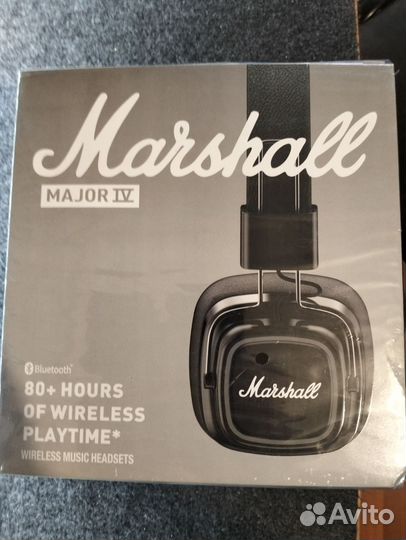 Marshall
MAJOR IV
Bluetooth®
80+ HOURS
OF WIRELESS
PLAYTIME*
WIRELESS MUSIC HEADSETS
Marshall
Avito